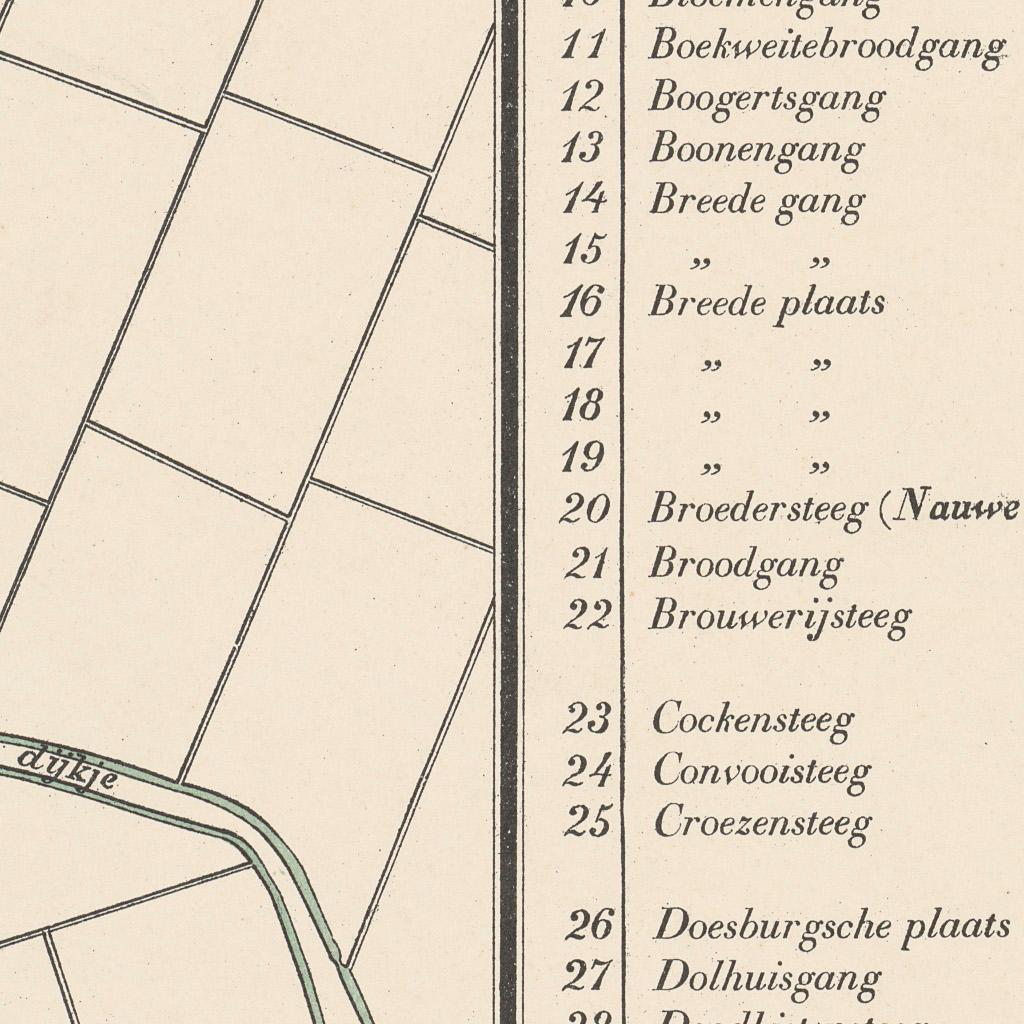 dijkje
11 Boekweitebroodgang
12 Boogertsgang
13 Boonengang
14 Breede gang
15 „ „
16 Breede plaats
17 „ „
18 „ „
19 „ „
20 Broedersteeg (Nauwe
21 Broodgang
22 Brouwerijsteeg
23 Cockensteeg
24 Convooisteeg
25 Croezensteeg
26 Doesburgsche plaats
27 Dolhuisgang